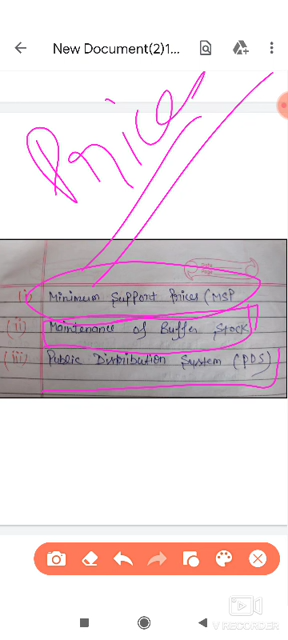 New Document(2)1...
Price
(i) Minimum Support Prices (MSP
(ii) Maintenance of Buffer Stock
(iii) Public Distribution System (PDS)
V RECORDER